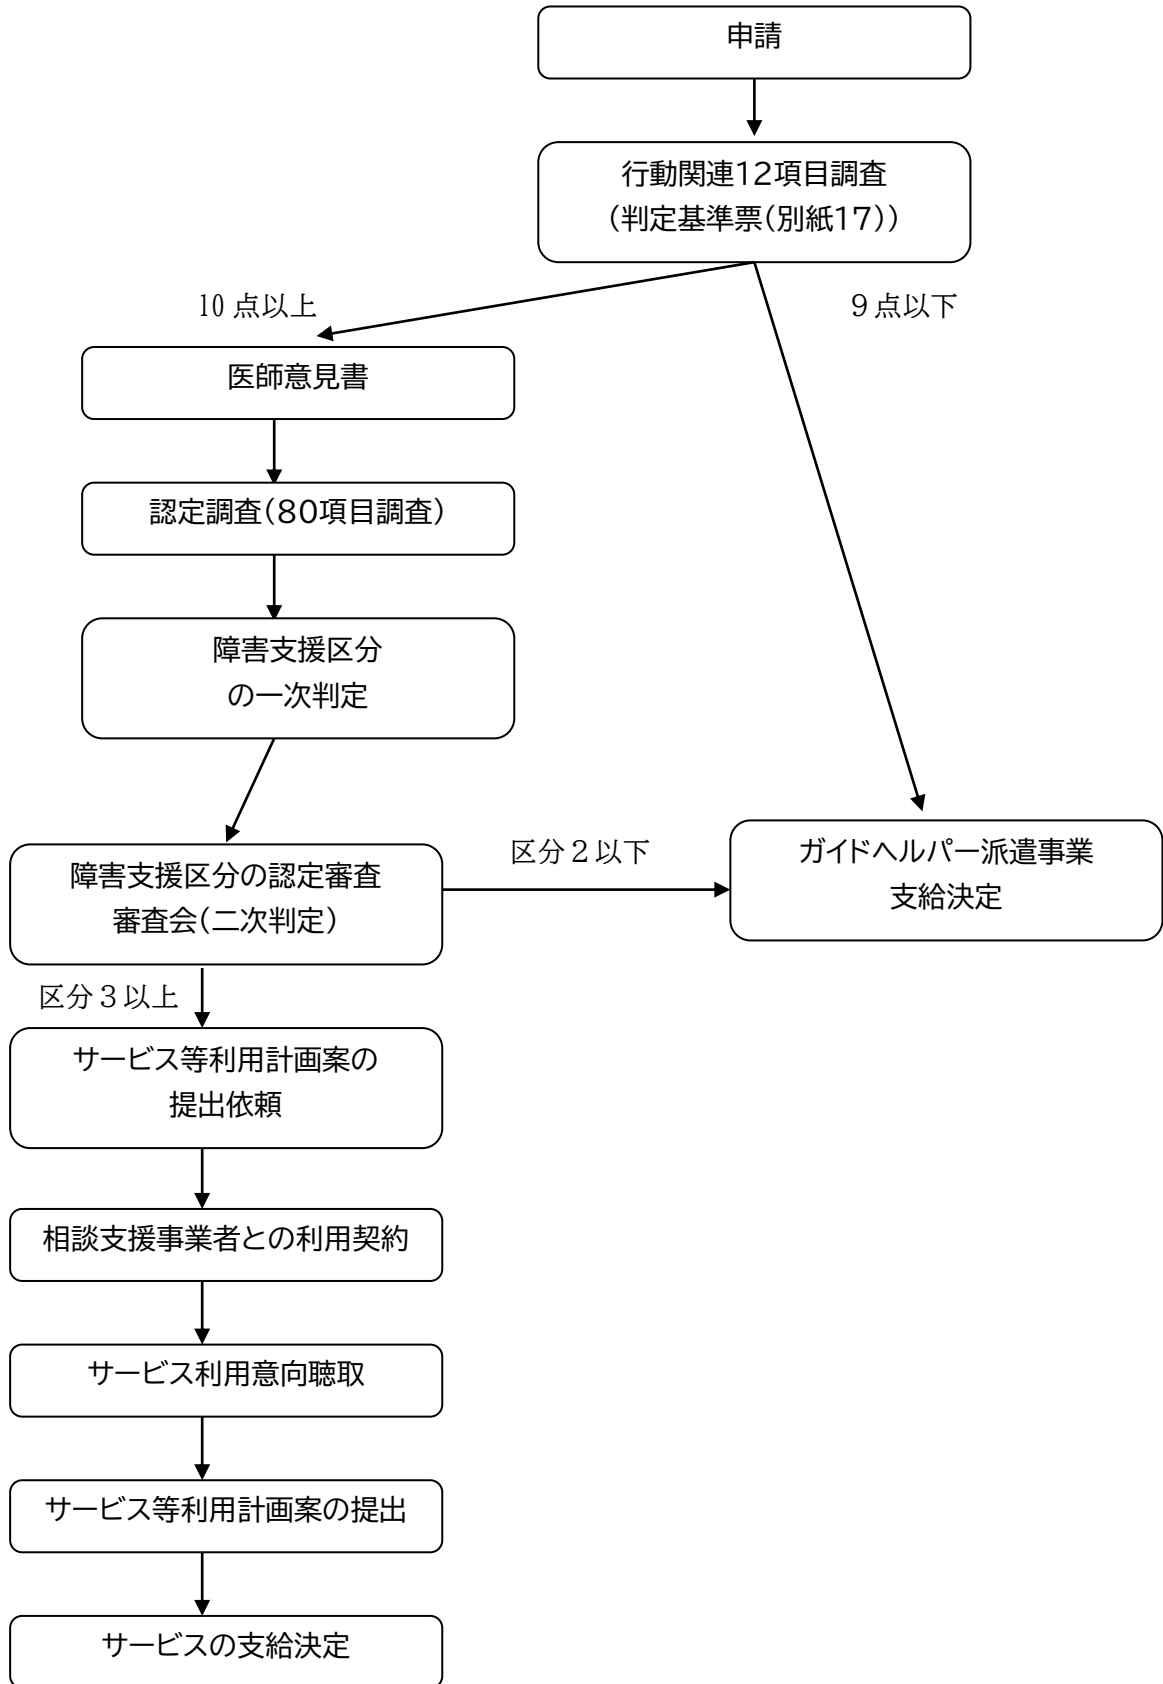 申請
行動関連12項目調査
（判定基準票（別紙17））
10 点以上
９点以下
医師意見書
認定調査（80項目調査）
障害支援区分
の一次判定
障害支援区分の認定審査
審査会（二次判定）
区分２以下
ガイドヘルパー派遣事業
支給決定
区分３以上
サービス等利用計画案の
提出依頼
相談支援事業者との利用契約
サービス利用意向聴取
サービス等利用計画案の提出
サービスの支給決定